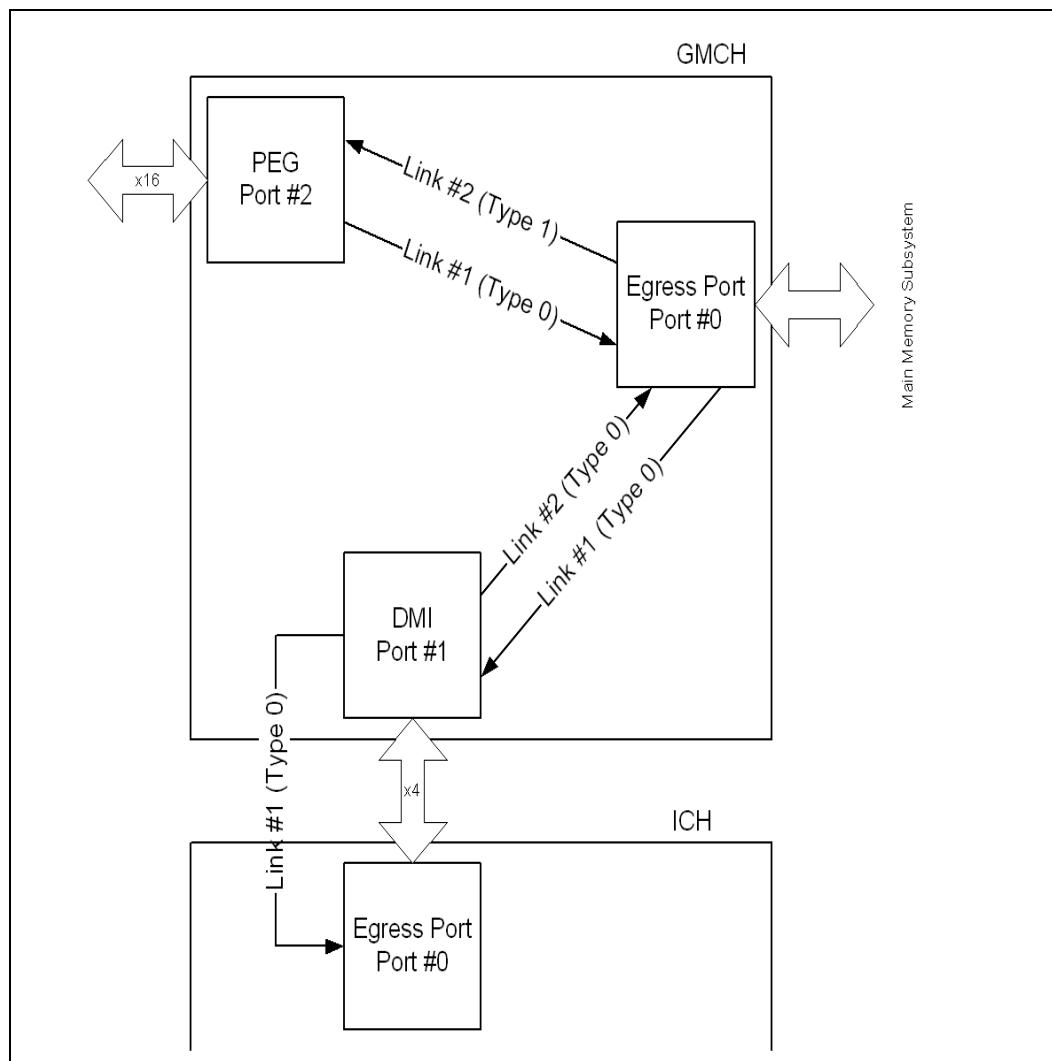 GMCH
PEG
Port #2
x16
Link #2 (Type 1)
Link #1 (Type 0)
Egress Port
Port #0
Main Memory Subsystem
Link #2 (Type 0)
Link #1 (Type 0)
DMI
Port #1
Link #1 (Type 0)
x4
ICH
Egress Port
Port #0